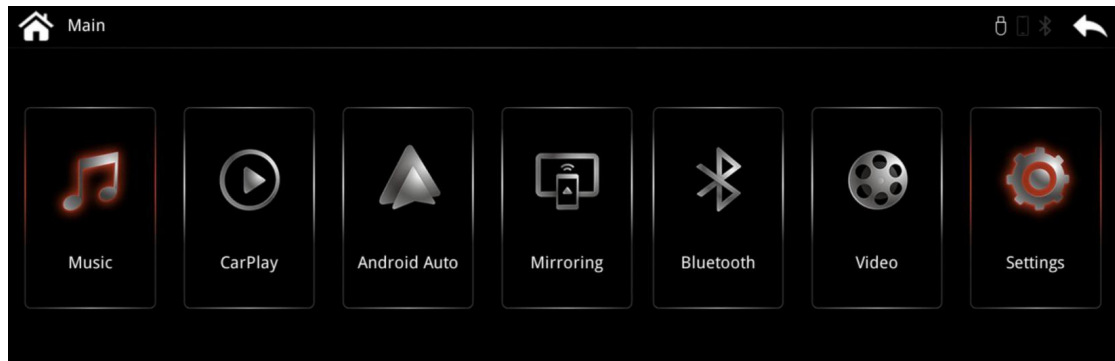 Main
Music
CarPlay
Android Auto
Mirroring
Bluetooth
Video
Settings